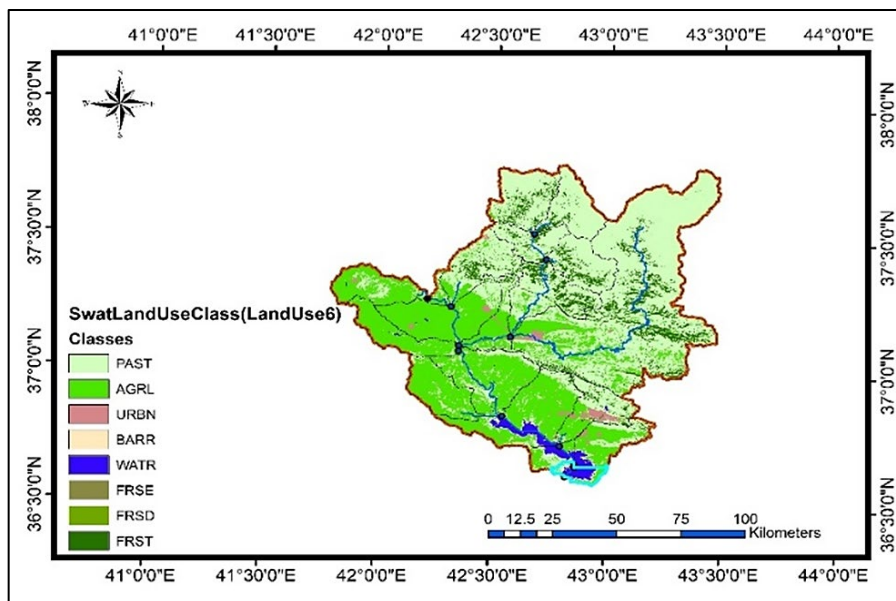 41°0'0"E 41°30'0"E 42°0'0"E 42°30'0"E 43°0'0"E 43°30'0"E 44°0'0"E
38°0'0"N 38°0'0"N
37°30'0"N 37°30'0"N
37°0'0"N 37°0'0"N
36°30'0"N 36°30'0"N
SwatLandUseClass(LandUse6)
Classes
PAST
AGRL
URBN
BARR
WATR
FRSE
FRSD
FRST
0 12.5 25 50 75 100
Kilometers
41°0'0"E 41°30'0"E 42°0'0"E 42°30'0"E 43°0'0"E 43°30'0"E 44°0'0"E